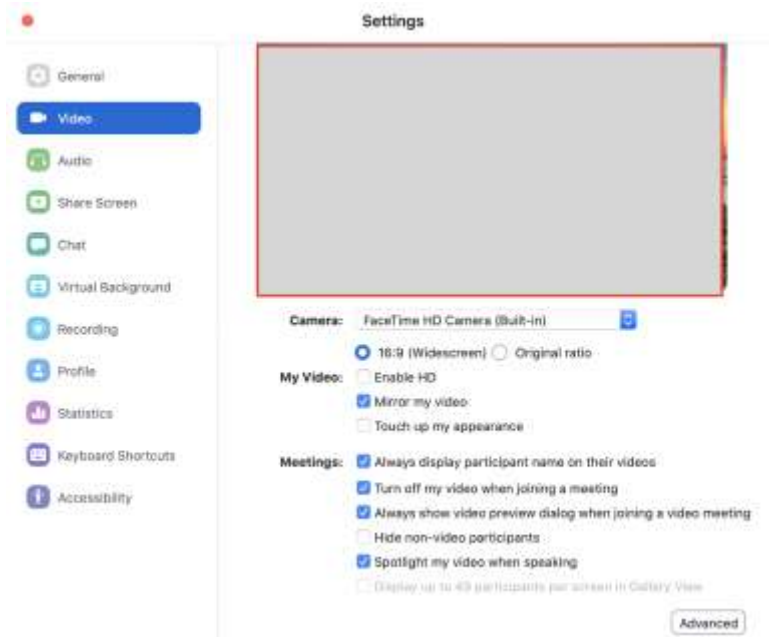 Settings
General
Video
Audio
Share Screen
Chat
Virtual Background
Recording
Profile
Statistics
Keyboard Shortcuts
Accessibility
Camera: FaceTime HD Camera (Built-in)
16:9 (Widescreen) Original ratio
My Video: Enable HD
Mirror my video
Touch up my appearance
Meetings: Always display participant name on their videos
Turn off my video when joining a meeting
Always show video preview dialog when joining a video meeting
Hide non-video participants
Spotlight my video when speaking
Display up to 49 participants per screen in Gallery View
Advanced